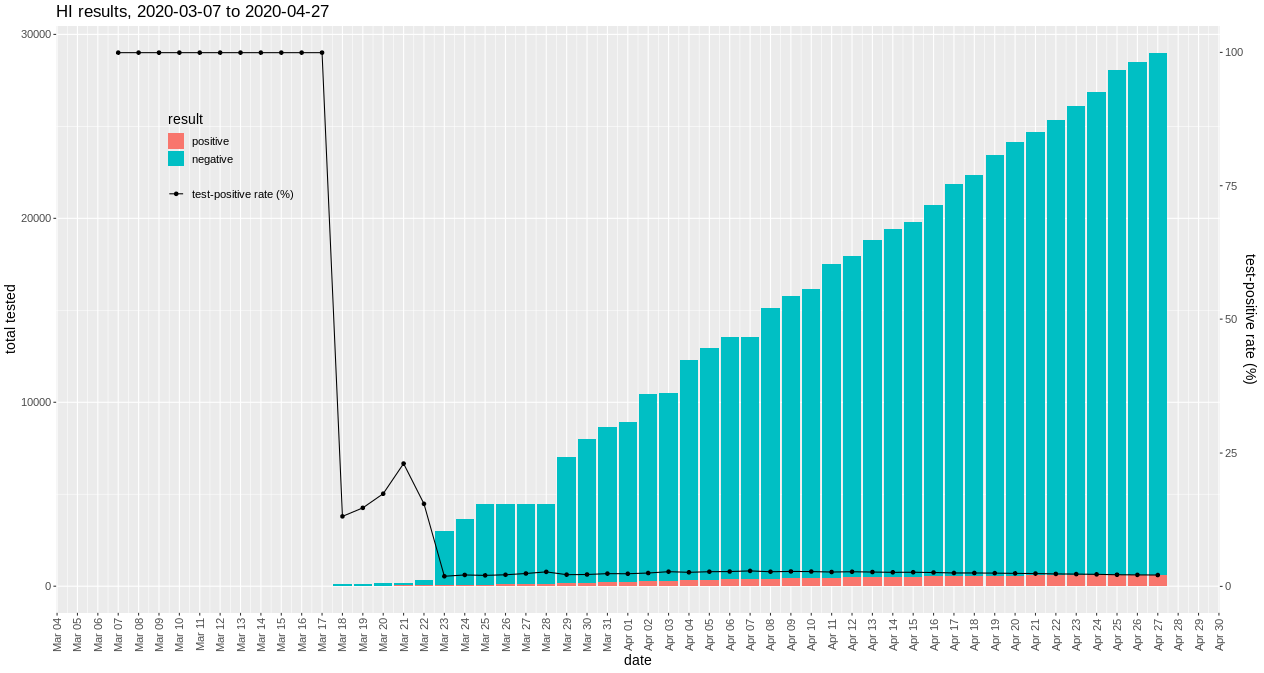 HI results, 2020-03-07 to 2020-04-27
30000
20000
10000
0
total tested
result
positive
negative
test-positive rate (%)
100
75
50
25
0
test-positive rate (%)
Mar 04
Mar 05
Mar 06
Mar 07
Mar 08
Mar 09
Mar 10
Mar 11
Mar 12
Mar 13
Mar 14
Mar 15
Mar 16
Mar 17
Mar 18
Mar 19
Mar 20
Mar 21
Mar 22
Mar 23
Mar 24
Mar 25
Mar 26
Mar 27
Mar 28
Mar 29
Mar 30
Mar 31
Apr 01
Apr 02
Apr 03
Apr 04
Apr 05
Apr 06
Apr 07
Apr 08
Apr 09
Apr 10
Apr 11
Apr 12
Apr 13
Apr 14
Apr 15
Apr 16
Apr 17
Apr 18
Apr 19
Apr 20
Apr 21
Apr 22
Apr 23
Apr 24
Apr 25
Apr 26
Apr 27
Apr 28
Apr 29
Apr 30
date